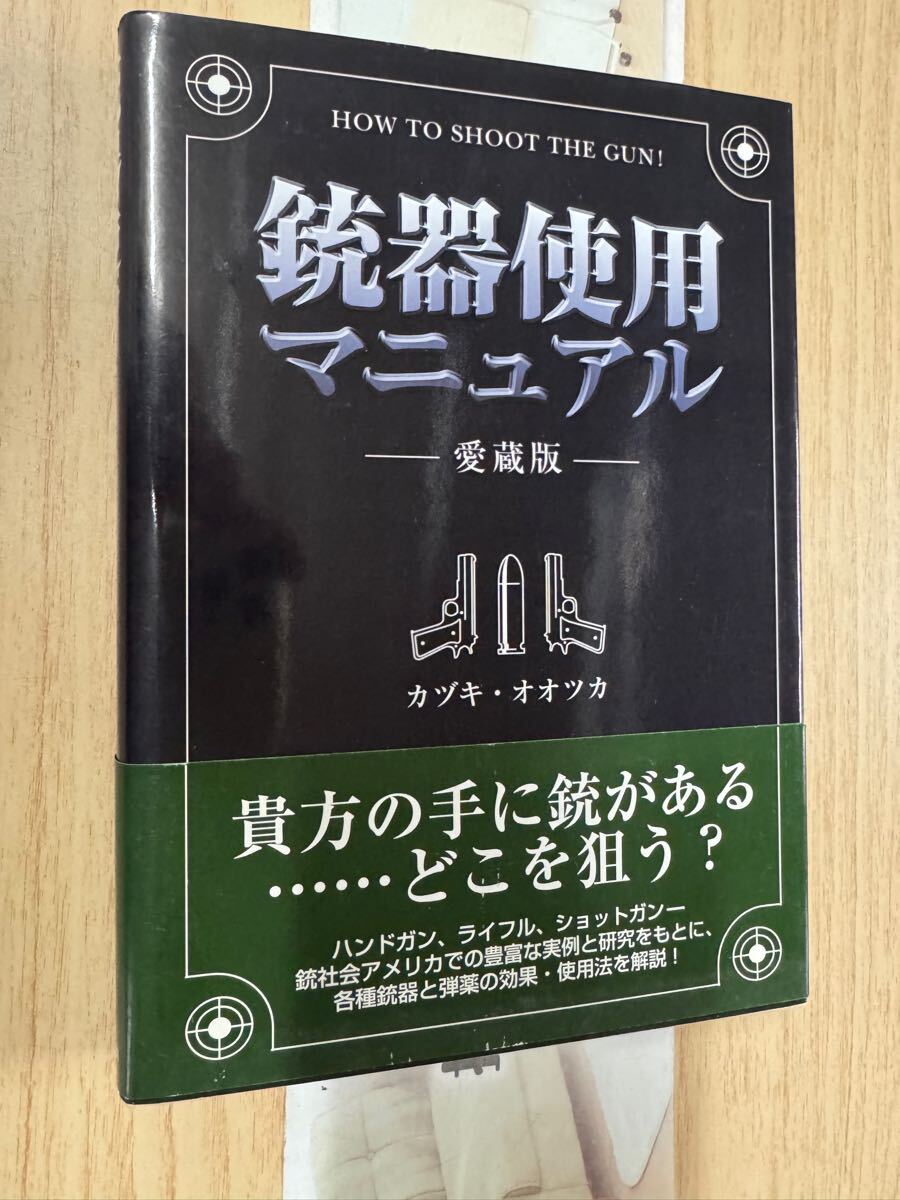 HOW TO SHOOT THE GUN!
銃器使用
マニュアル
愛蔵版
カヅキ・オオツカ
貴方の手に銃がある
……どこを狙う?
ハンドガン、ライフル、ショットガンー
銃社会アメリカでの豊富な実例と研究をもとに、
各種銃器と弾薬の効果・使用法を解説!